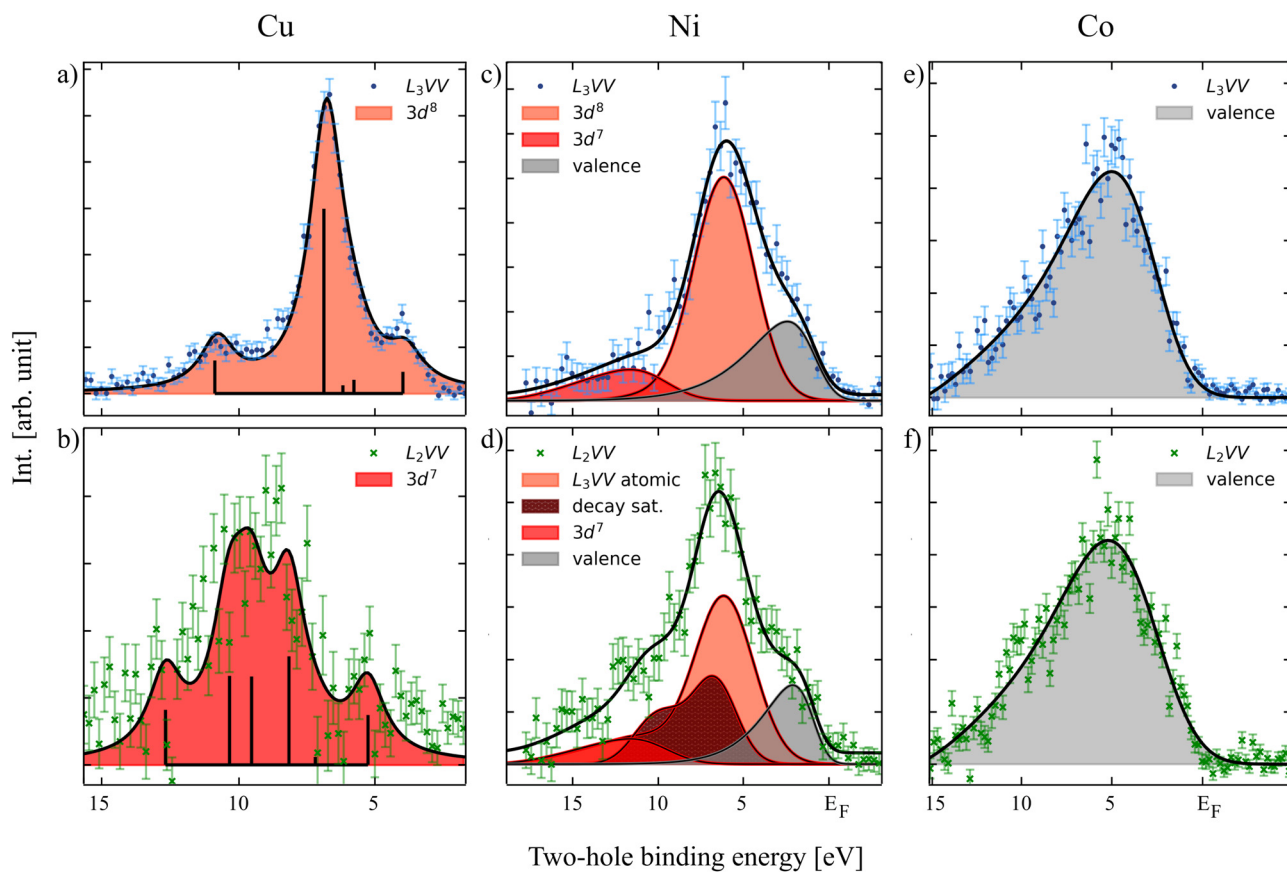 Cu
Ni
Co
a)
L₃VV
3d⁸
c)
L₃VV
3d⁸
3d⁷
valence
e)
L₃VV
valence
b)
L₂VV
3d⁷
d)
L₂VV
L₃VV atomic
decay sat.
3d⁷
valence
f)
L₂VV
valence
Int. [arb. unit]
15 10 5
15 10 5 E_F
15 10 5 E_F
Two-hole binding energy [eV]